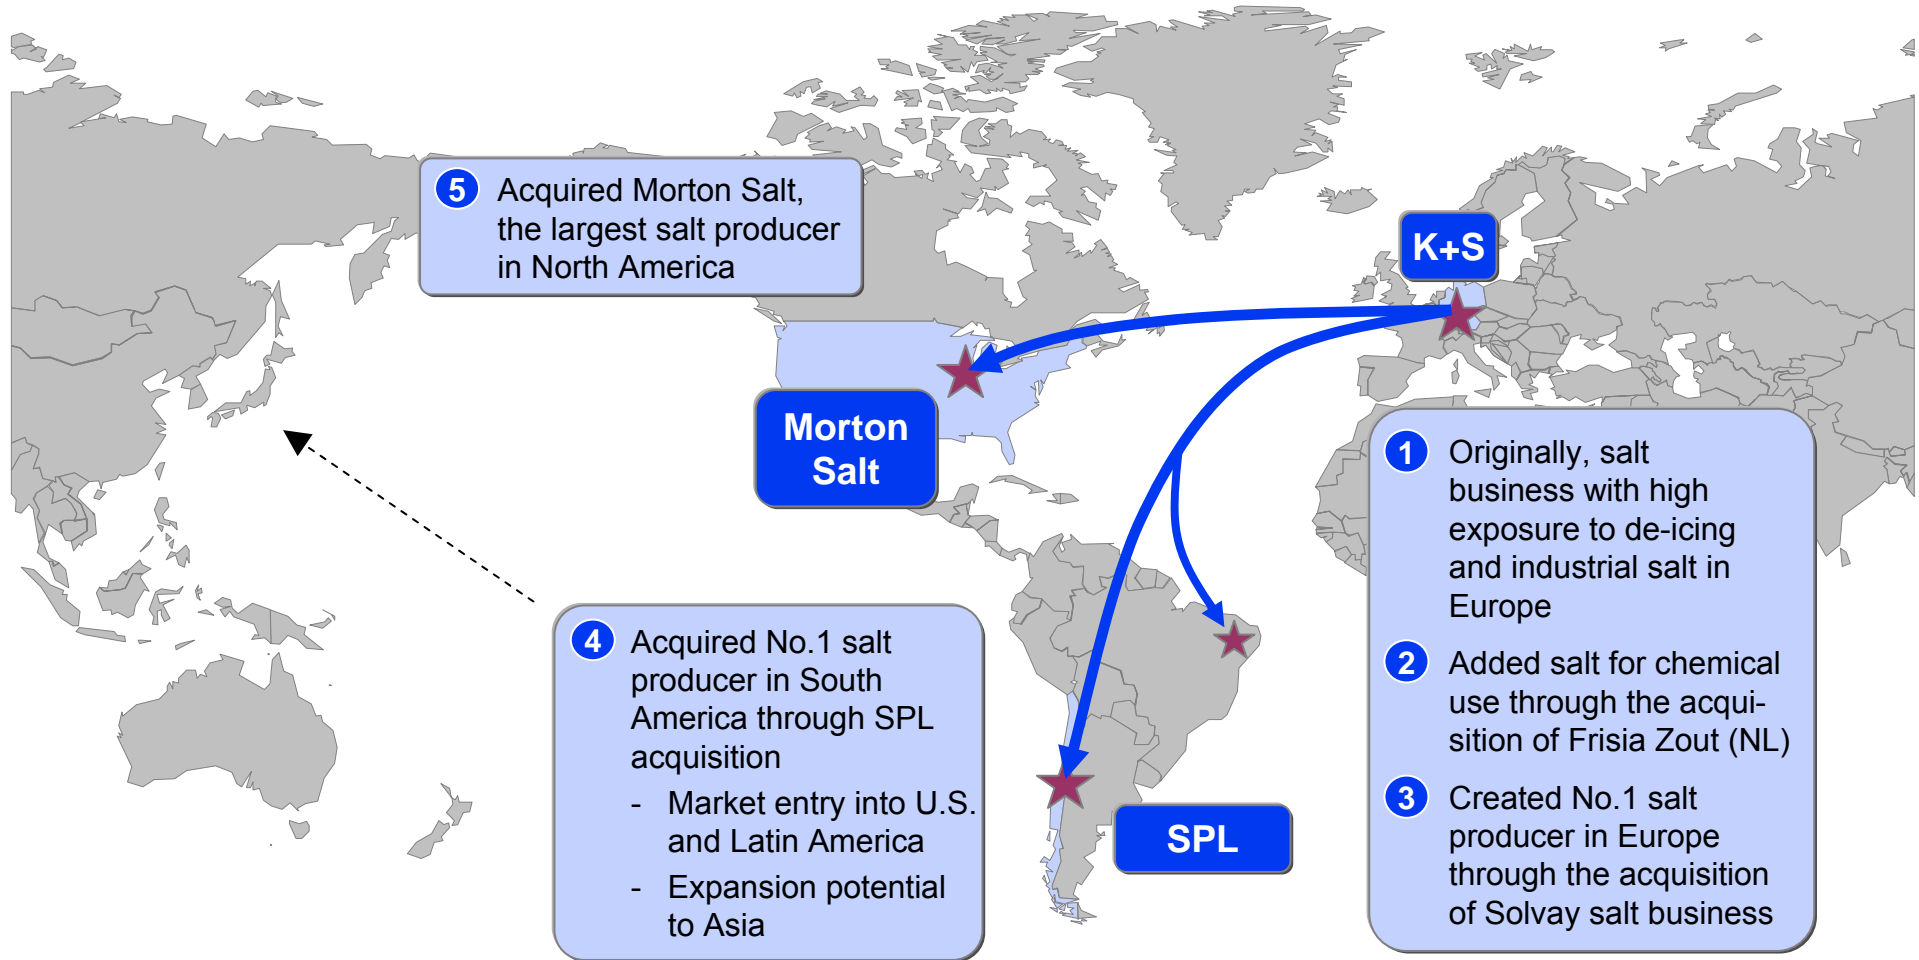 5 Acquired Morton Salt,
the largest salt producer
in North America
K+S
Morton
Salt
1 Originally, salt
business with high
exposure to de-icing
and industrial salt in
Europe
2 Added salt for chemical
use through the acqui-
sition of Frisia Zout (NL)
3 Created No.1 salt
producer in Europe
through the acquisition
of Solvay salt business
4 Acquired No.1 salt
producer in South
America through SPL
acquisition
- Market entry into U.S.
and Latin America
- Expansion potential
to Asia
SPL